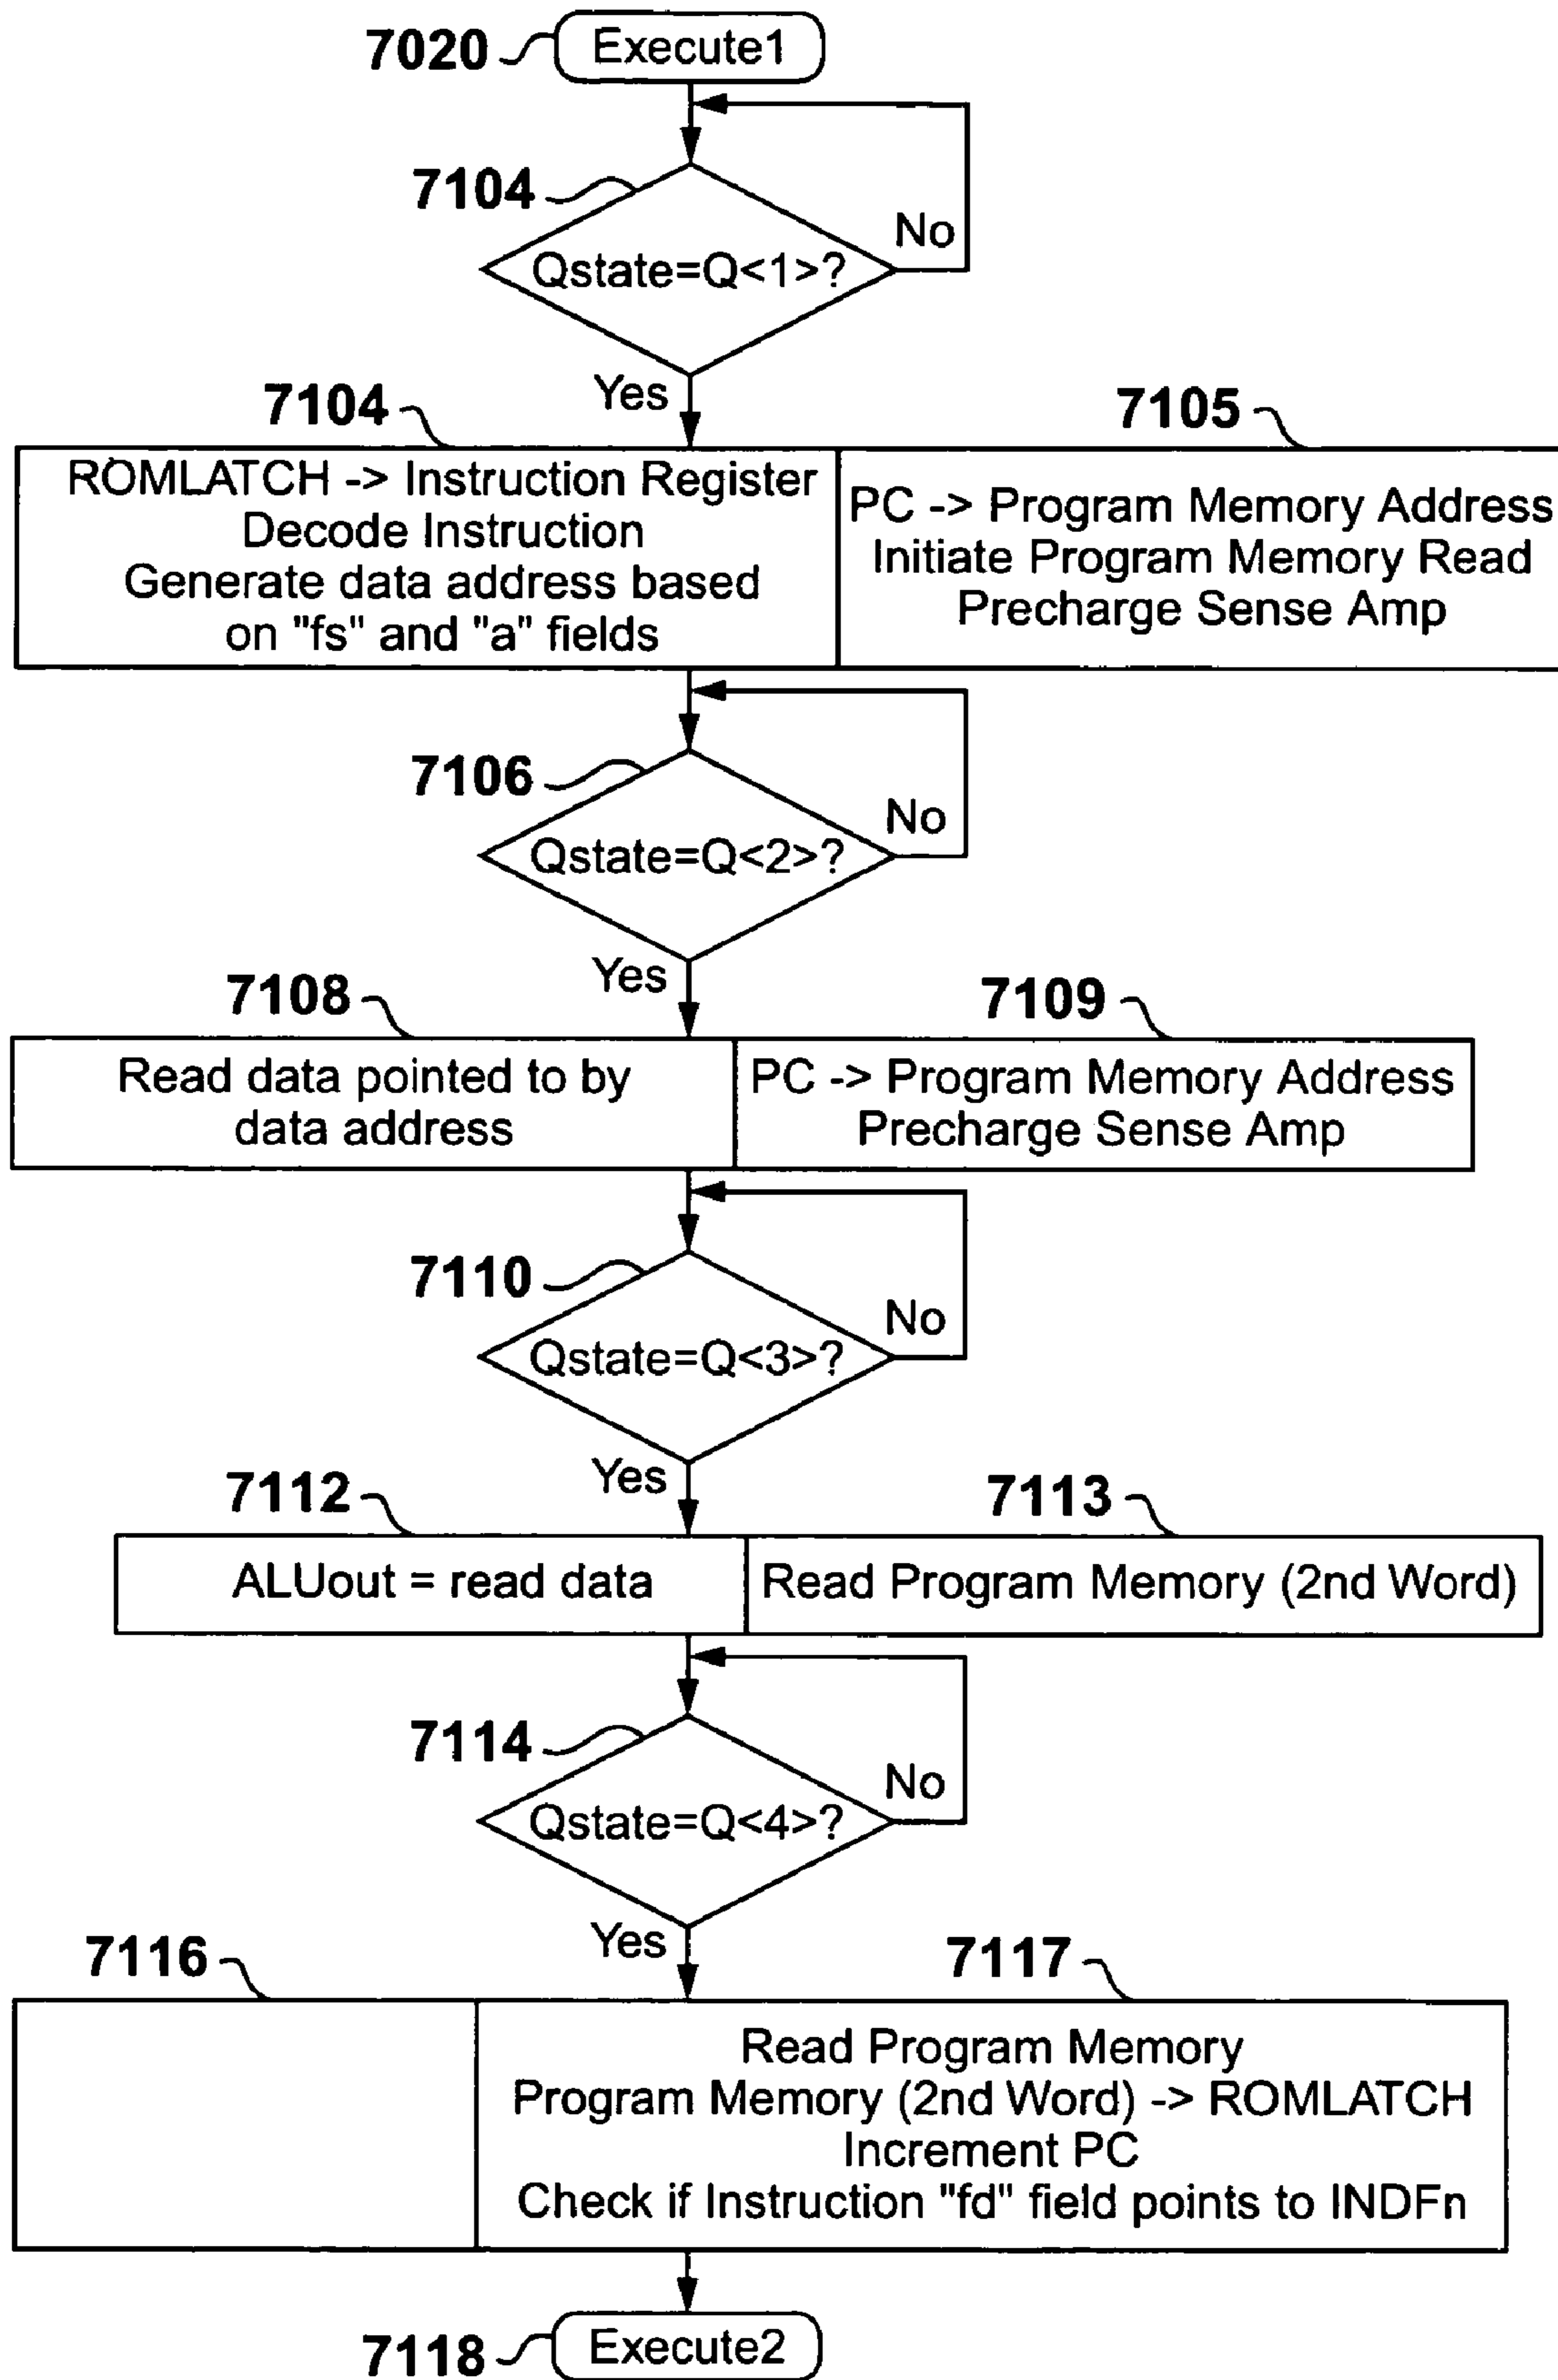 7020
Execute1
7104
No
Qstate=Q<1>?
Yes
7104
7105
ROMLATCH -> Instruction Register
Decode Instruction
Generate data address based
on "fs" and "a" fields
PC -> Program Memory Address
Initiate Program Memory Read
Precharge Sense Amp
7106
No
Qstate=Q<2>?
Yes
7108
7109
Read data pointed to by
data address
PC -> Program Memory Address
Precharge Sense Amp
7110
No
Qstate=Q<3>?
Yes
7112
7113
ALUout = read data
Read Program Memory (2nd Word)
7114
No
Qstate=Q<4>?
Yes
7116
7117
Read Program Memory
Program Memory (2nd Word) -> ROMLATCH
Increment PC
Check if Instruction "fd" field points to INDFn
7118
Execute2